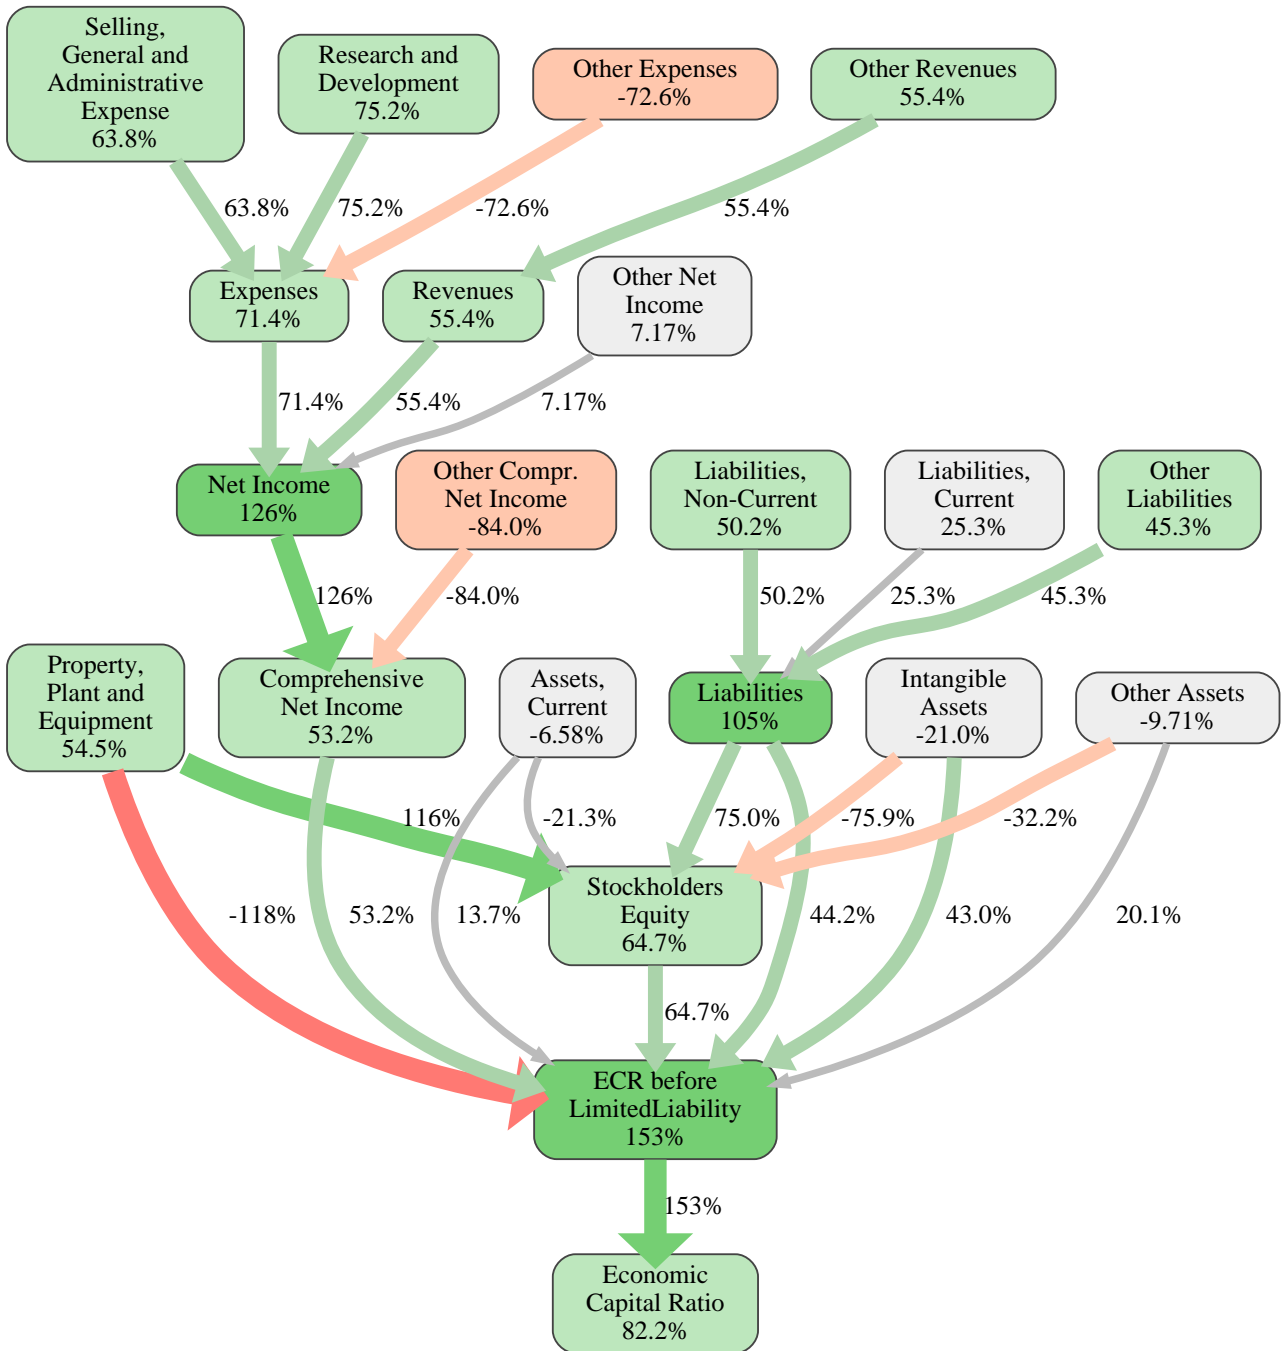 Selling,
General and
Administrative
Expense
63.8%
Research and
Development
75.2%
Other Expenses
-72.6%
Other Revenues
55.4%
63.8%
75.2%
-72.6%
55.4%
Expenses
71.4%
Revenues
55.4%
Other Net
Income
7.17%
71.4%
55.4%
7.17%
Net Income
126%
Other Compr.
Net Income
-84.0%
Liabilities,
Non-Current
50.2%
Liabilities,
Current
25.3%
Other
Liabilities
45.3%
126%
-84.0%
50.2%
25.3%
45.3%
Property,
Plant and
Equipment
54.5%
Comprehensive
Net Income
53.2%
Assets,
Current
-6.58%
Liabilities
105%
Intangible
Assets
-21.0%
Other Assets
-9.71%
116%
-21.3%
75.0%
-75.9%
-32.2%
Stockholders
Equity
64.7%
-118%
53.2%
13.7%
44.2%
43.0%
20.1%
64.7%
ECR before
LimitedLiability
153%
153%
Economic
Capital Ratio
82.2%